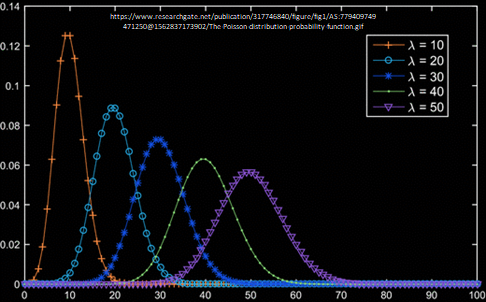 https://www.researchgate.net/publication/317746840/figure/fig1/AS:779409749
471250@1562837173902/The Poisson distribution probability function.gif
0.14
0.12
0.1
0.08
0.06
0.04
0.02
0
λ = 10
λ = 20
λ = 30
λ = 40
λ = 50
0 10 20 30 40 50 60 70 80 90 100